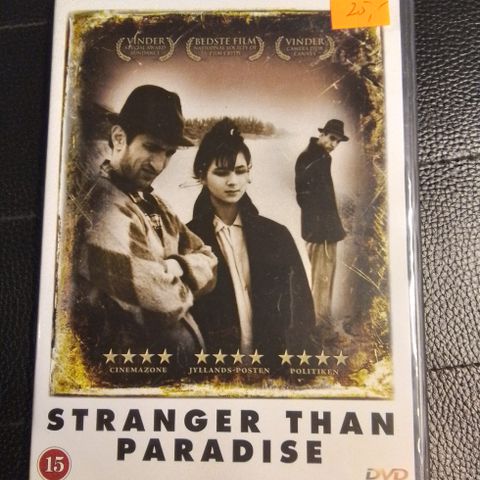 25,-
VINDER
SPECIAL AWARD
SUNDANCE
BEDSTE FILM
NATIONAL SOCIETY OF
FILM CRITICS
VINDER
CAMERA D'OR
CANNES
CINEMAZONE
JYLLANDS-POSTEN
POLITIKEN
STRANGER THAN
PARADISE
15
DVD